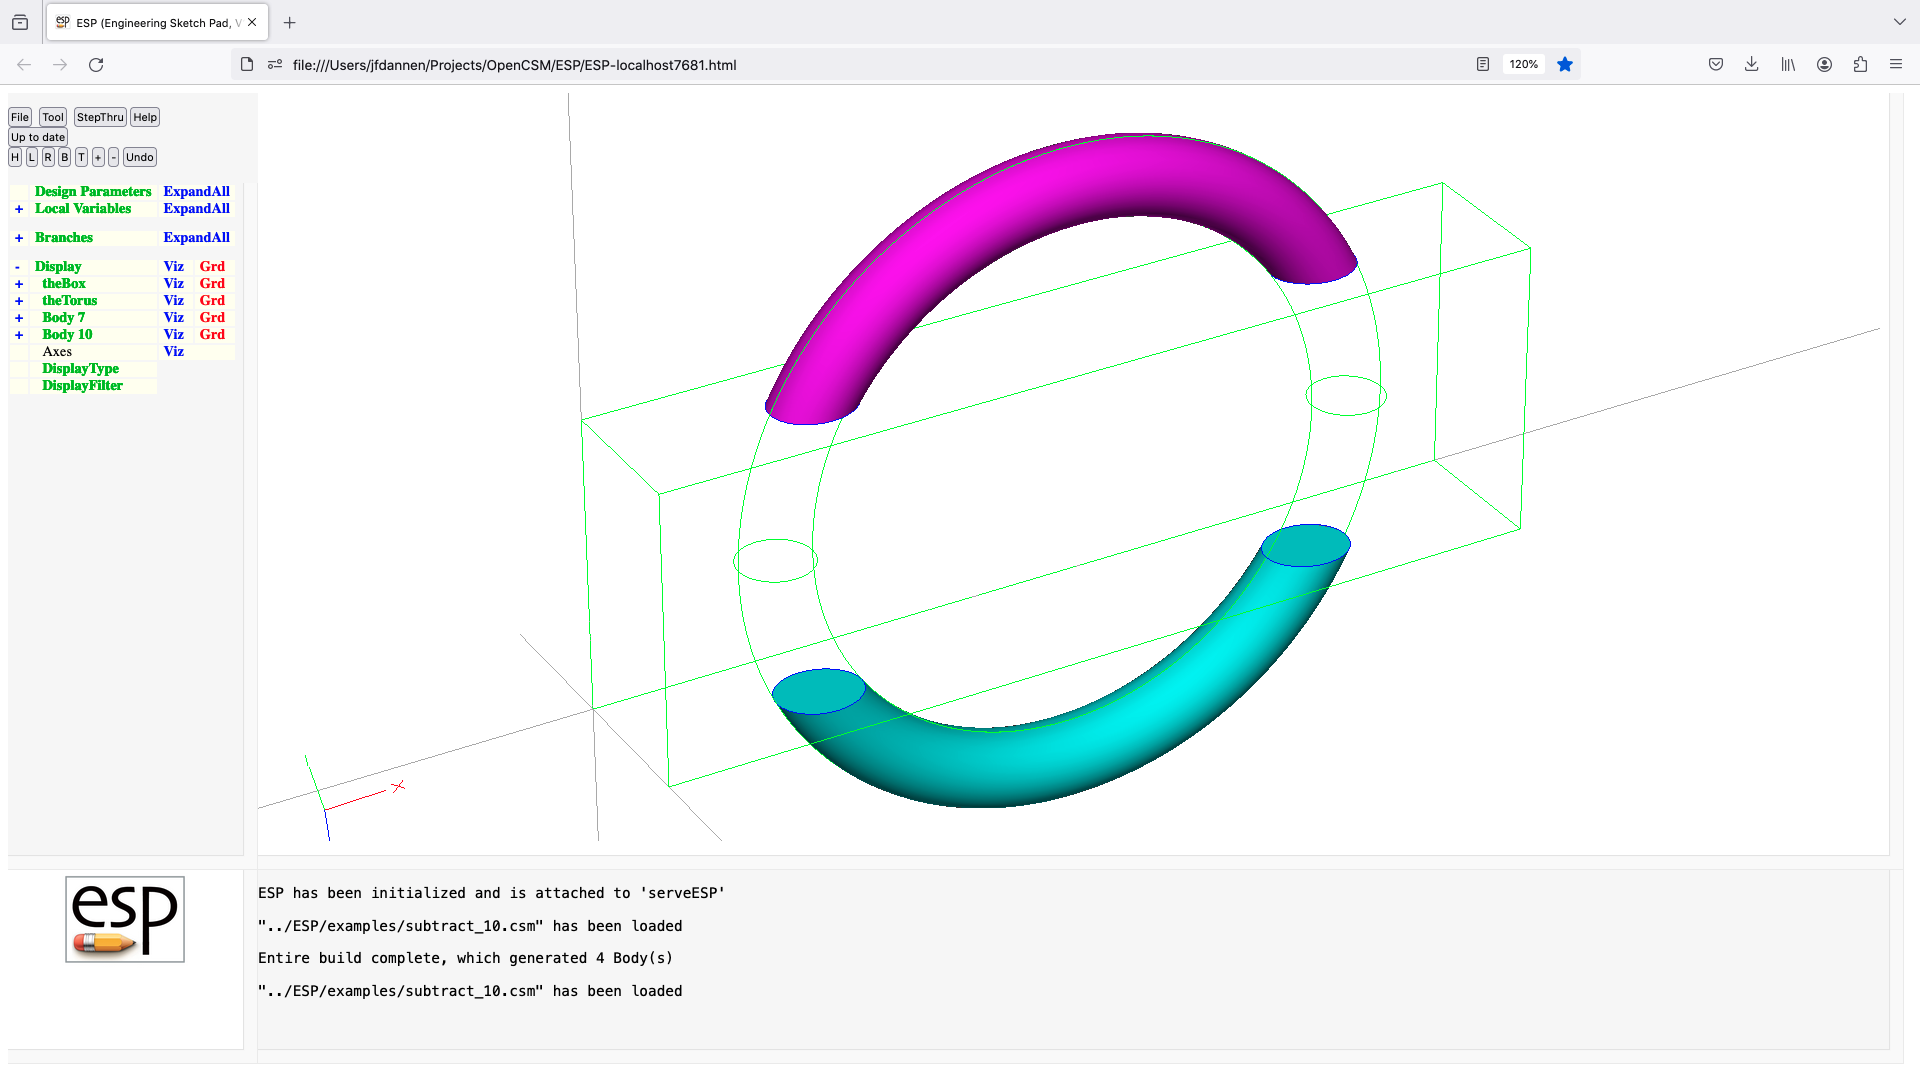 ESP (Engineering Sketch Pad, V
file:///Users/jfdannen/Projects/OpenCSM/ESP/ESP-localhost7681.html
120%
File Tool StepThru Help
Up to date
H L R B T + - Undo
Design Parameters ExpandAll
+ Local Variables ExpandAll
+ Branches ExpandAll
- Display Viz Grd
+ theBox Viz Grd
+ theTorus Viz Grd
+ Body 7 Viz Grd
+ Body 10 Viz Grd
Axes Viz
DisplayType
DisplayFilter
X
esp
ESP has been initialized and is attached to 'serveESP'
"../ESP/examples/subtract_10.csm" has been loaded
Entire build complete, which generated 4 Body(s)
"../ESP/examples/subtract_10.csm" has been loaded